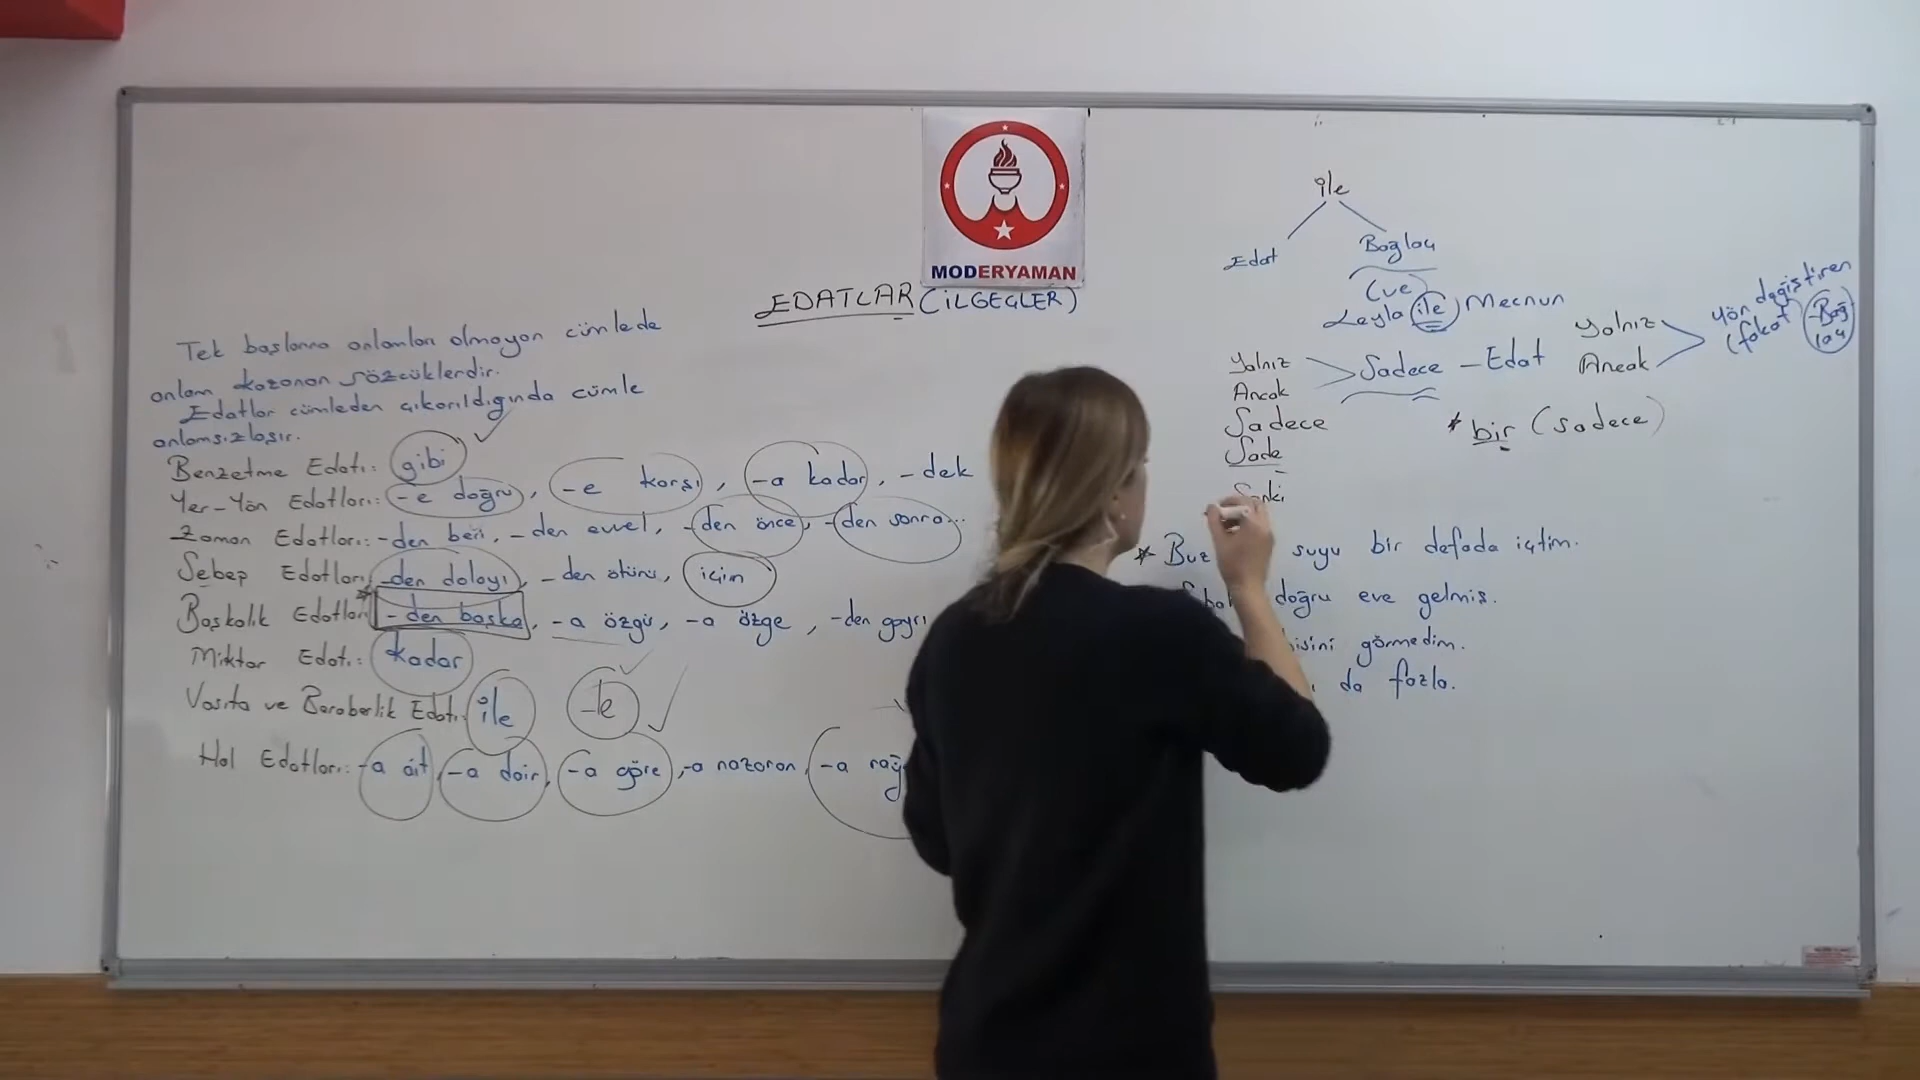 MODERYAMAN
EDATLAR (İLGEÇLER)
Tek başlarına anlamları olmayan cümlede
anlam kazanan sözcüklerdir.
Edatlar cümleden çıkarıldığında cümle
anlamsızlaşır.
Benzetme Edatı: gibi
Yer-Yön Edatları: -e doğru, -e karşı, -a kadar, -dek
Zaman Edatları: -den beri, -den evvel, -den önce, -den sonra...
Sebep Edatları: -den dolayı, -den ötürü, için
Başkalık Edatları: -den başka, -a özgü, -a özge, -den gayrı
Miktar Edatı: kadar
Vasıta ve Beraberlik Edatı: ile -le
Hal Edatları: -a ait, -a dair, -a göre, -a nazaran,
ile
Edat Bağlaç
(ve)
Leyla ile Mecnun
Yalnız
Ancak
Sadece - Edat
Sadece
Sade
Sanki
Yalnız
Ancak
Yön değiştiren
(fakat)
-Bağlaç
* bir (sadece)
* Buz suyu bir defada içtim.
doğru eve gelmiş.
görmedim.
da fazla.